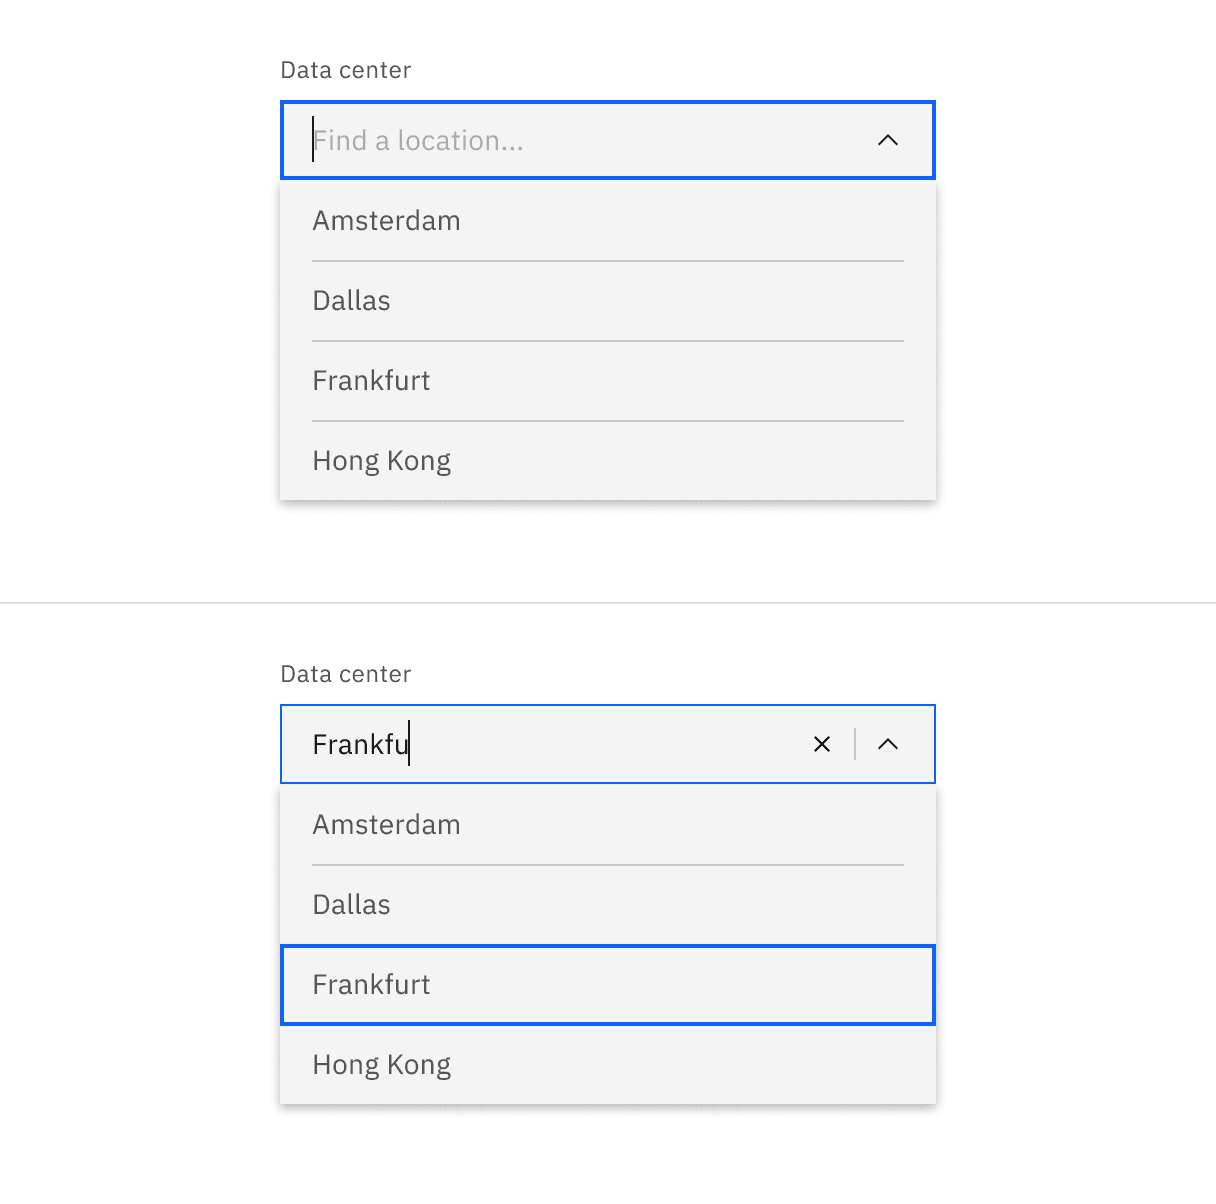 Data center
Find a location...
Amsterdam
Dallas
Frankfurt
Hong Kong
Data center
Frankfu
Amsterdam
Dallas
Frankfurt
Hong Kong